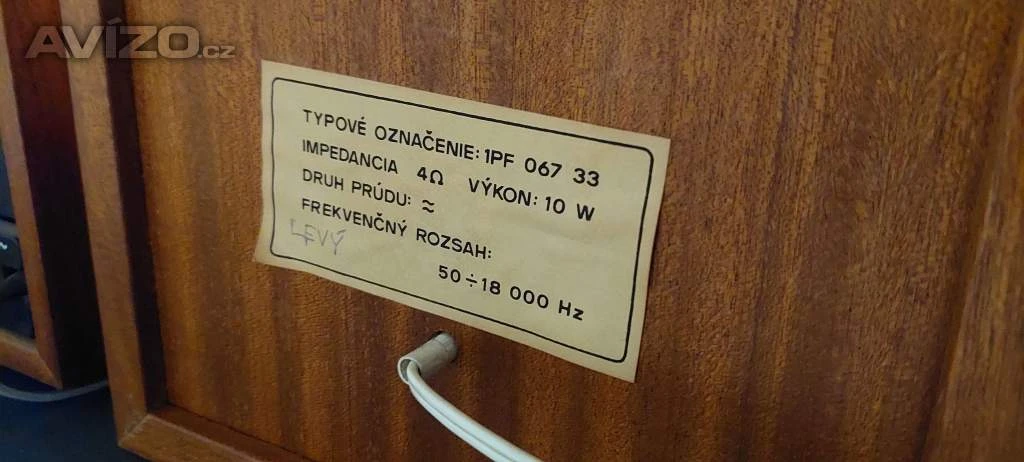 AVÍZO.cz
TYPOVÉ OZNAČENIE: 1PF 067 33
IMPEDANCIA 4Ω VÝKON: 10 W
DRUH PRÚDU: ≈
FREKVENČNÝ ROZSAH:
LEVÝ
50÷18 000 Hz